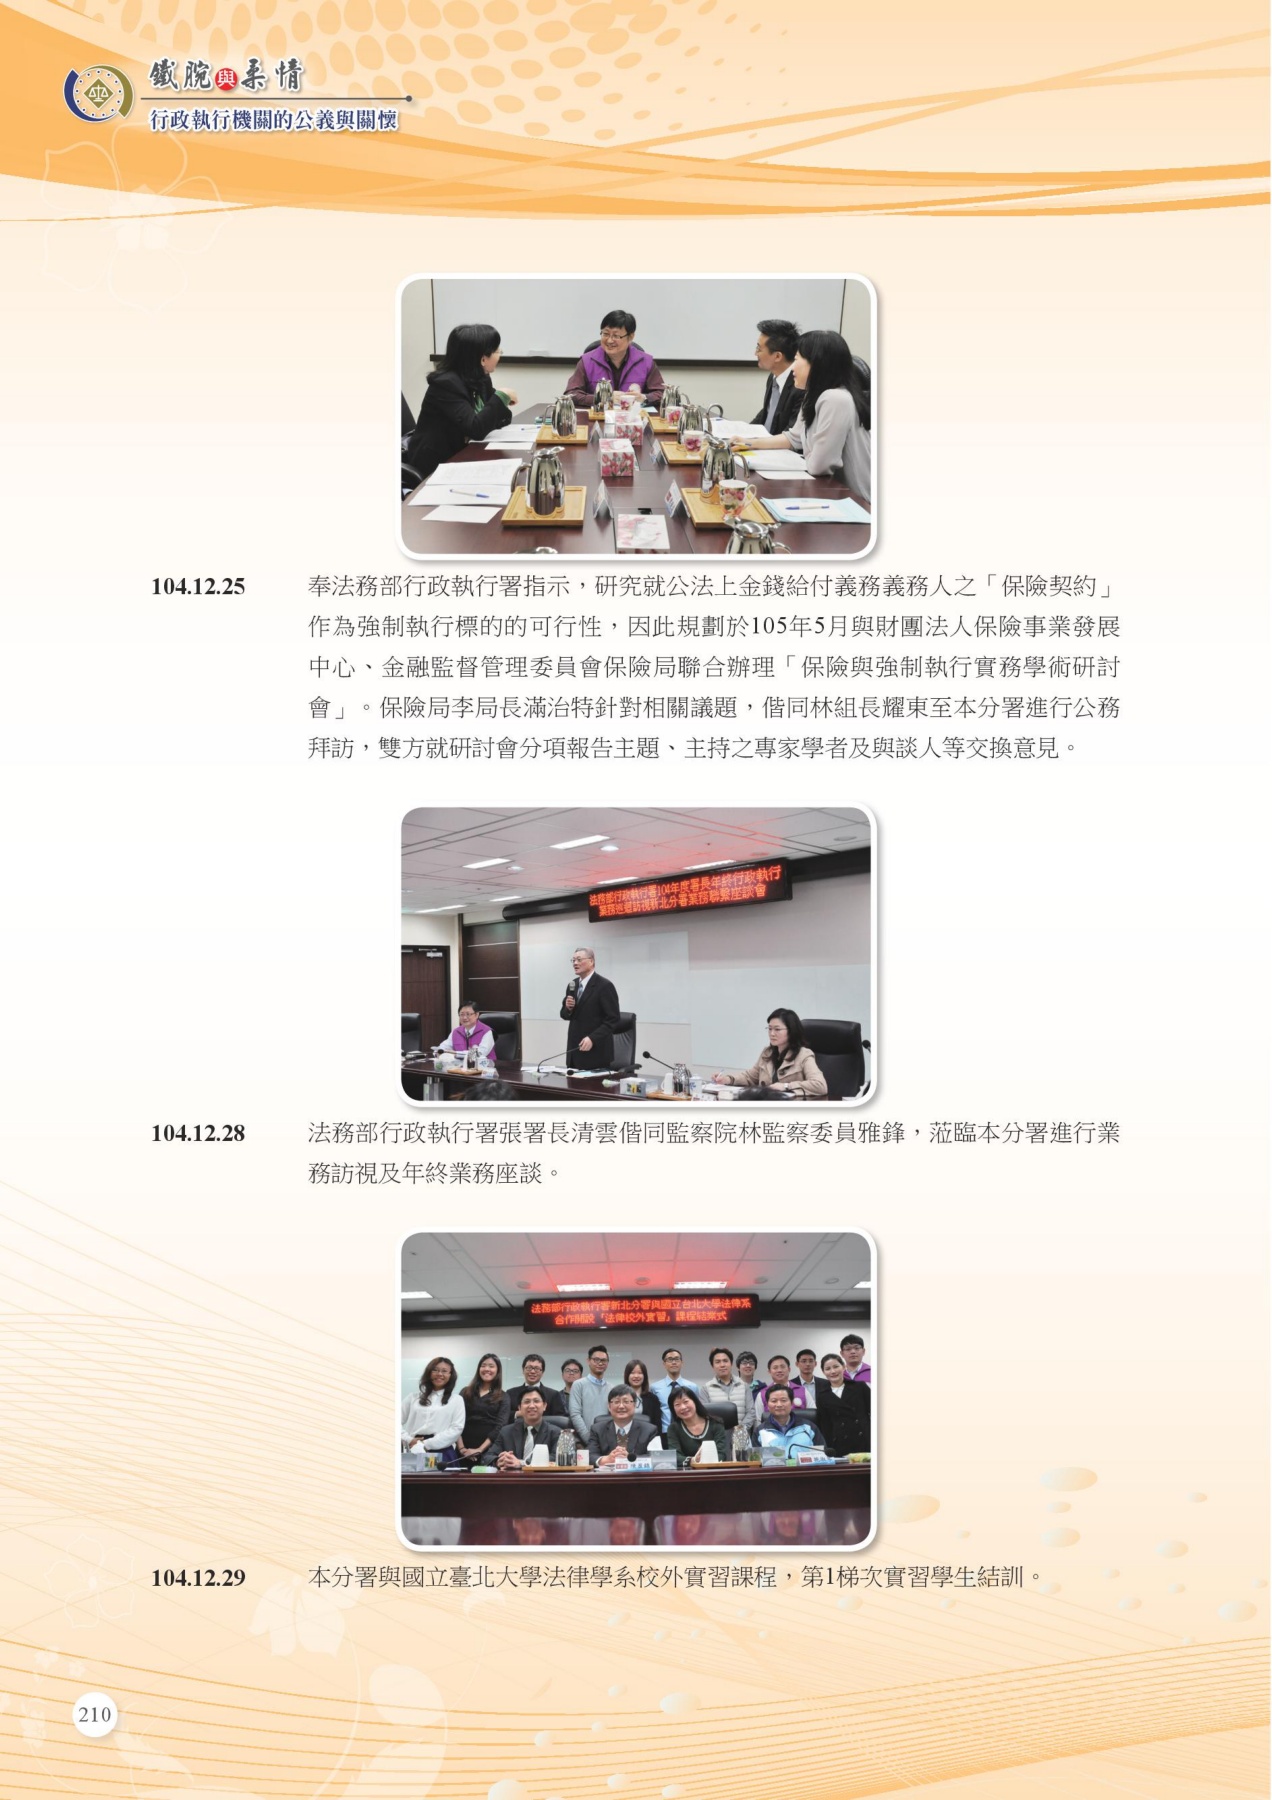 鐵腕與柔情
行政執行機關的公義與關懷
104.12.25
奉法務部行政執行署指示，研究就公法上金錢給付義務義務人之「保險契約」
作為強制執行標的的可行性，因此規劃於105年5月與財團法人保險事業發展
中心、金融監督管理委員會保險局聯合辦理「保險與強制執行實務學術研討
會」。保險局李局長滿治特針對相關議題，偕同林組長耀東至本分署進行公務
拜訪，雙方就研討會分項報告主題、主持之專家學者及與談人等交換意見。
法務部行政執行署104年度署長年終行政執行
業務巡迴訪視新北分署業務聯繫座談會
104.12.28
法務部行政執行署張署長清雲偕同監察院林監察委員雅鋒，蒞臨本分署進行業
務訪視及年終業務座談。
法務部行政執行署新北分署與國立台北大學法律系
合作開設「法律校外實習」課程結業式
104.12.29
本分署與國立臺北大學法律學系校外實習課程，第1梯次實習學生結訓。
210